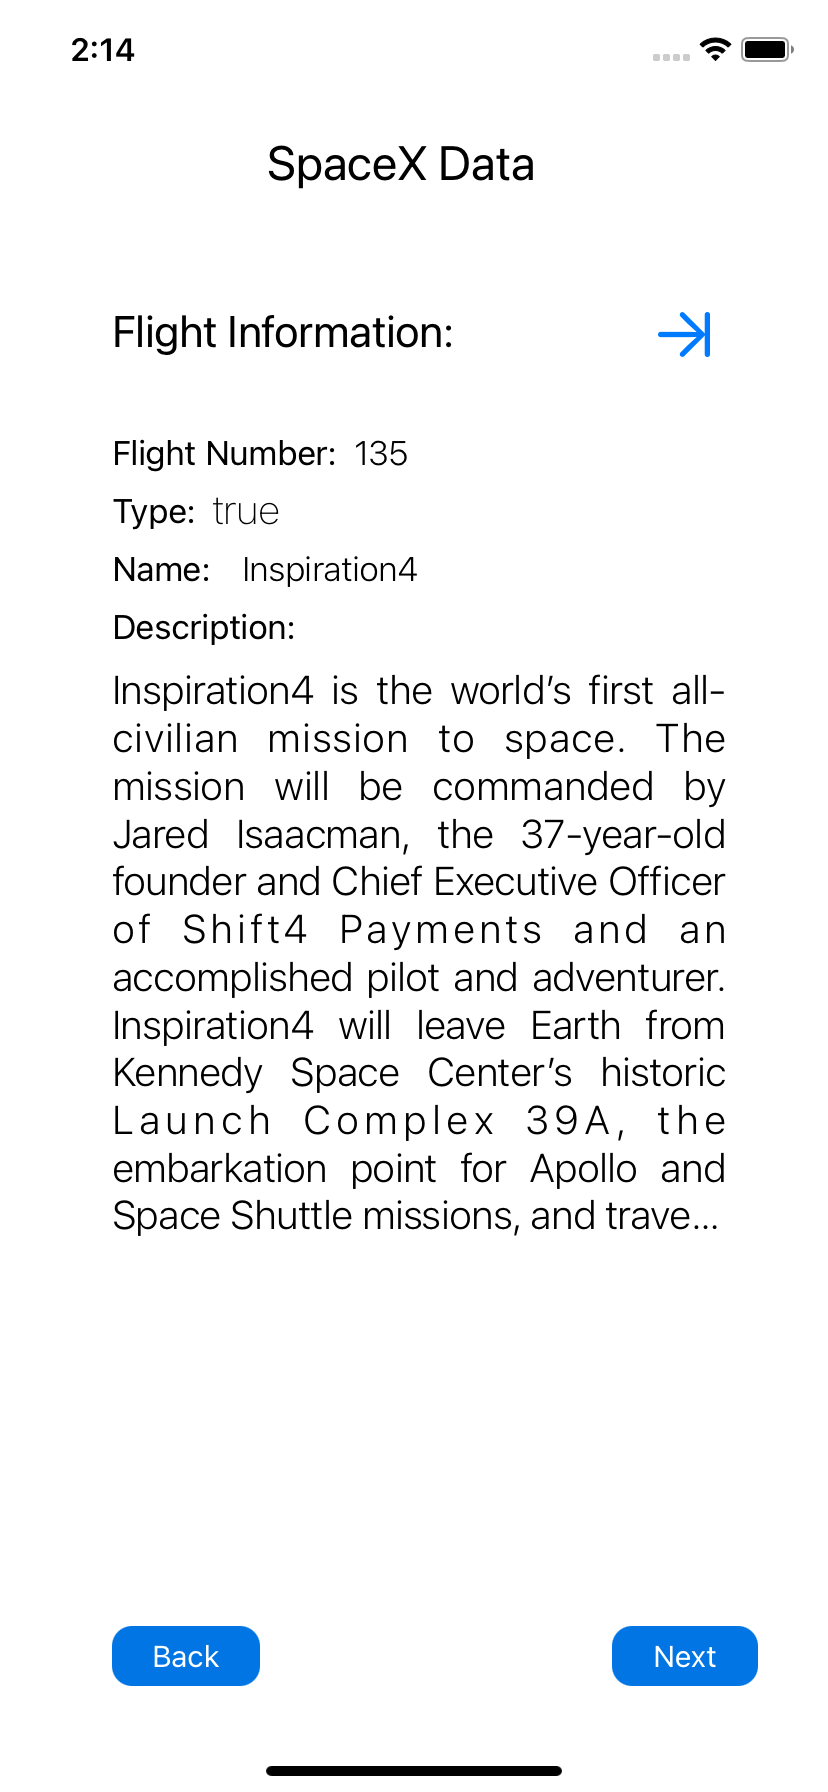 2:14
SpaceX Data
Flight Information:
Flight Number: 135
Type: true
Name: Inspiration4
Description:
Inspiration4 is the world’s first all-
civilian mission to space. The
mission will be commanded by
Jared Isaacman, the 37-year-old
founder and Chief Executive Officer
of Shift4 Payments and an
accomplished pilot and adventurer.
Inspiration4 will leave Earth from
Kennedy Space Center’s historic
Launch Complex 39A, the
embarkation point for Apollo and
Space Shuttle missions, and trave...
Back Next